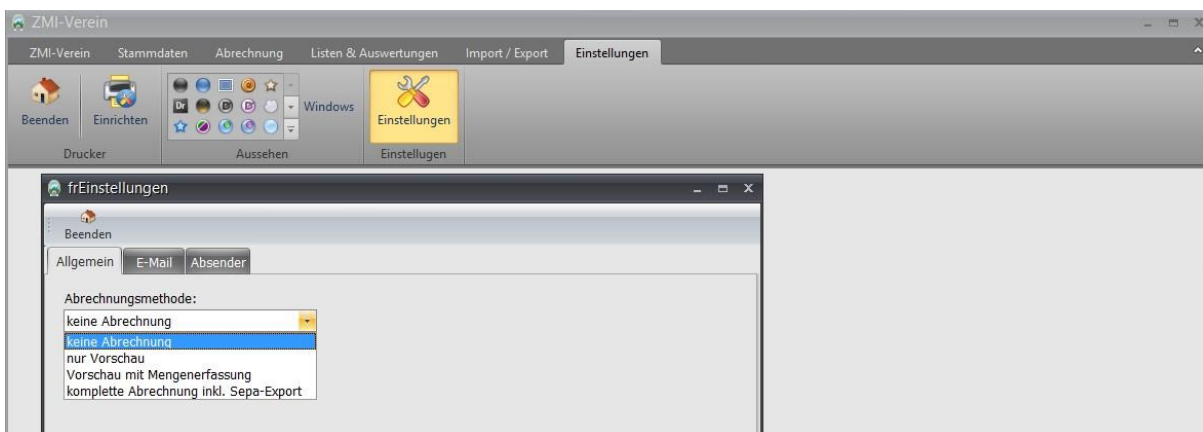 ZMI-Verein
ZMI-Verein Stammdaten Abrechnung Listen & Auswertungen Import / Export Einstellungen
Beenden Einrichten Windows Einstellungen
Drucker Aussehen Einstellugen
frEinstellungen
Beenden
Allgemein E-Mail Absender
Abrechnungsmethode:
keine Abrechnung
keine Abrechnung
nur Vorschau
Vorschau mit Mengenerfassung
komplette Abrechnung inkl. Sepa-Export